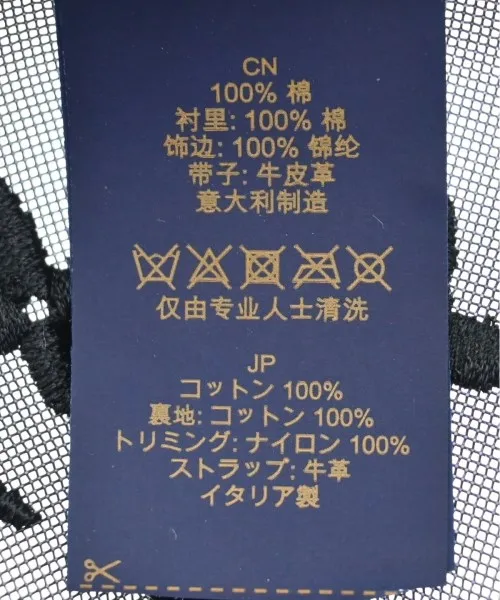 CN
100% 棉
衬里: 100% 棉
饰边: 100% 锦纶
带子: 牛皮革
意大利制造
仅由专业人士清洗
JP
コットン 100%
裏地: コットン 100%
トリミング: ナイロン 100%
ストラップ: 牛革
イタリア製